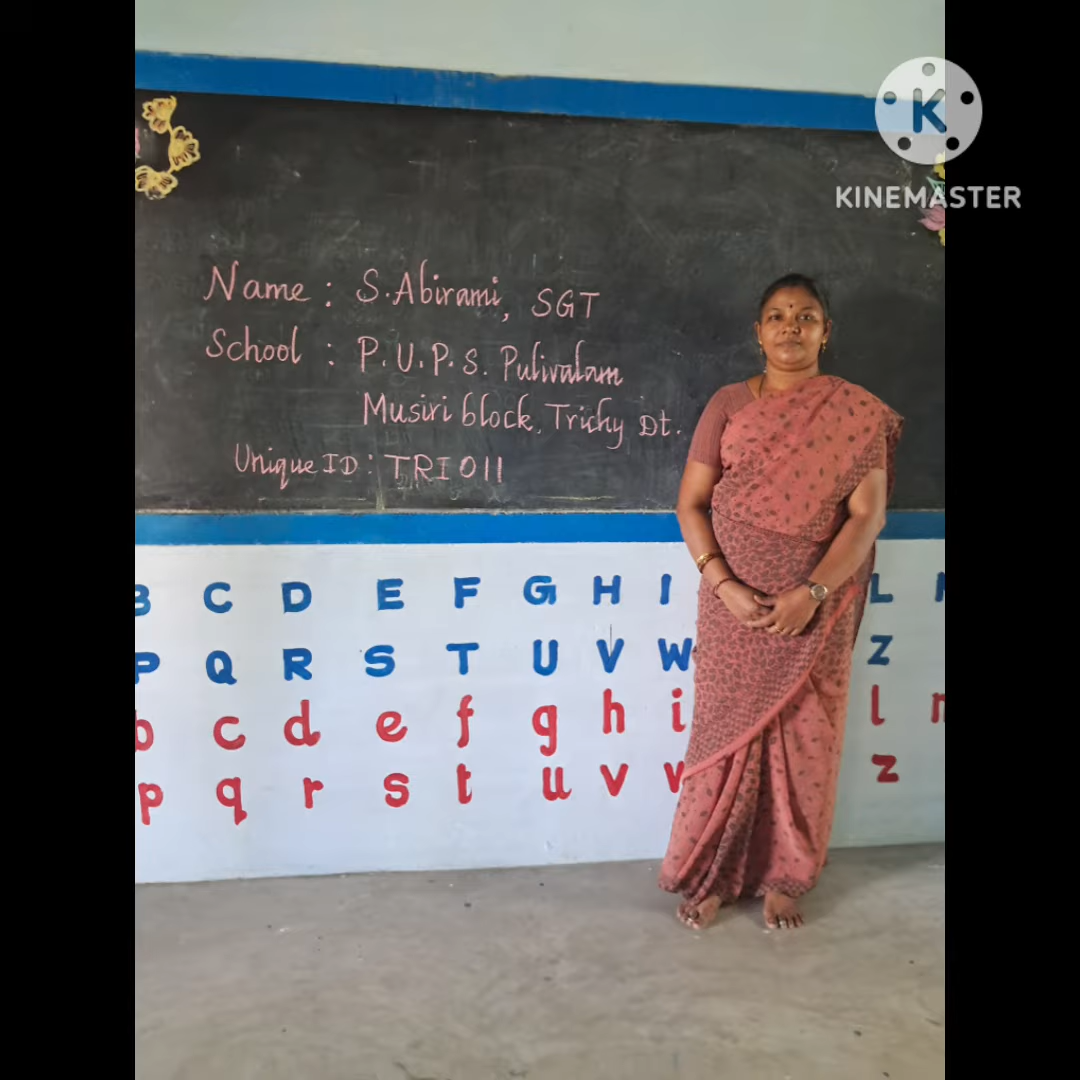 K
KINEMASTER
Name : S. Abirami, SGT
School : P.U.P.S. Pulivalam
Musiri block, Trichy Dt.
Unique ID : TRI011
B C D E F G H I L
P Q R S T U V W Z
b c d e f g h i l
p q r s t u v w z